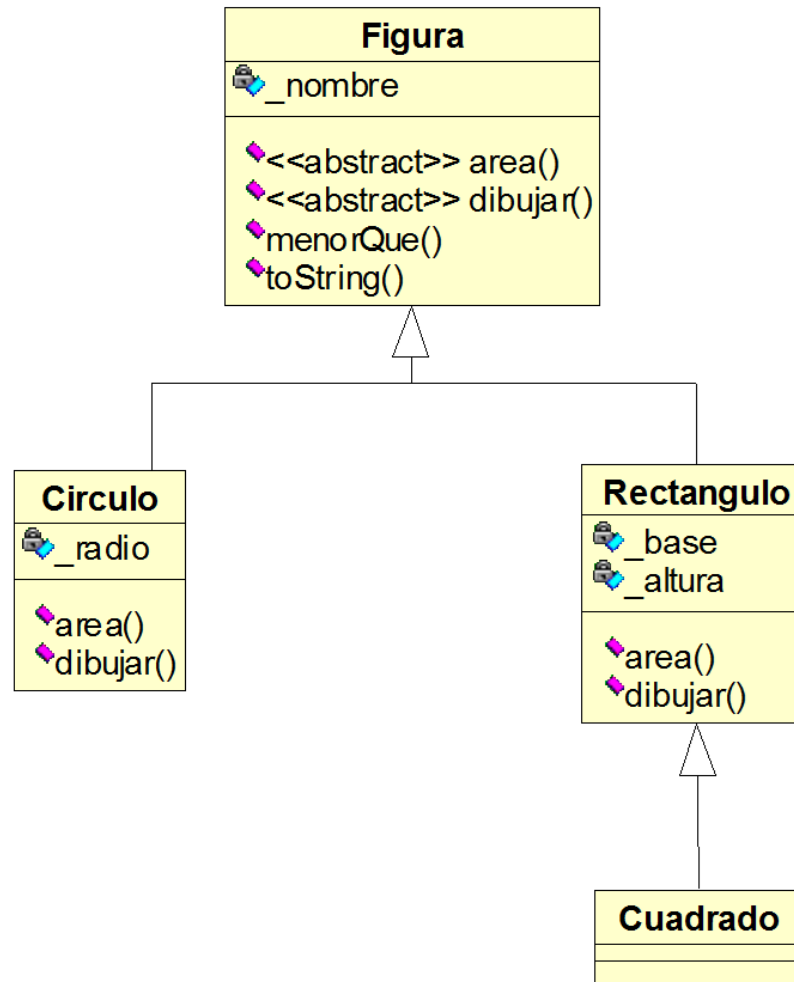 Figura
_nombre
<<abstract>> area()
<<abstract>> dibujar()
menorQue()
toString()
Circulo
_radio
area()
dibujar()
Rectangulo
_base
_altura
area()
dibujar()
Cuadrado